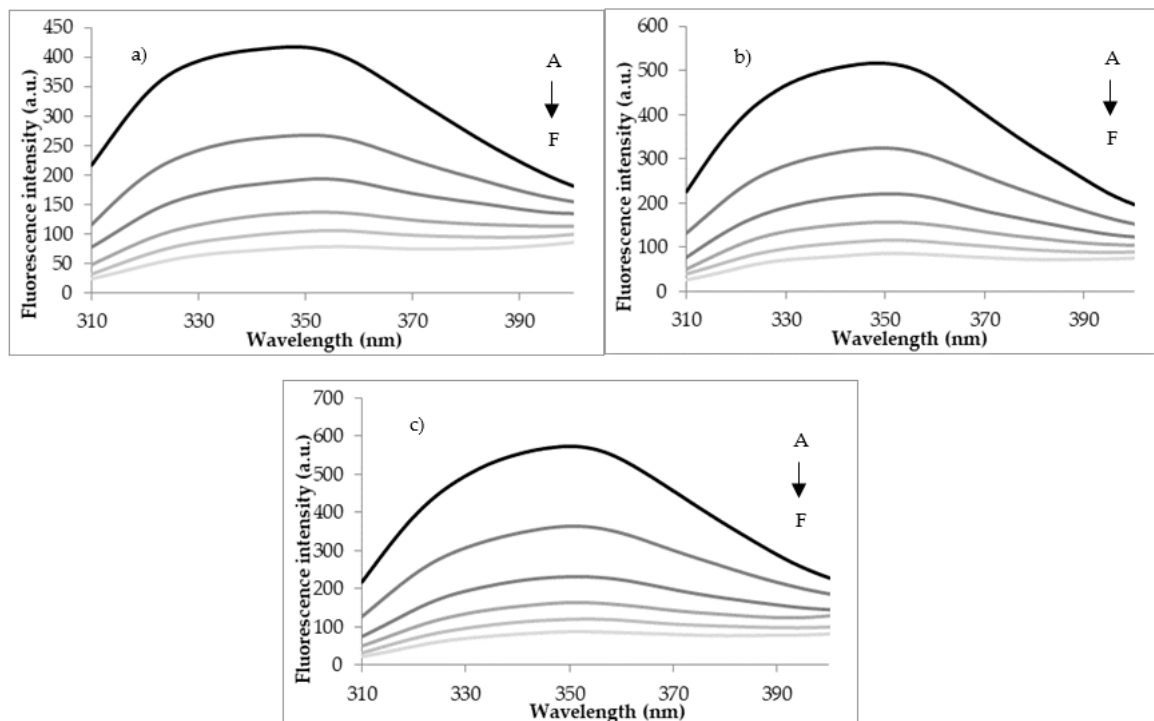 a)
Fluorescence intensity (a.u.)
450
400
350
300
250
200
150
100
50
0
A
F
310 330 350 370 390
Wavelength (nm)
b)
Fluorescence intensity (a.u.)
600
500
400
300
200
100
0
A
F
310 330 350 370 390
Wavelength (nm)
c)
Fluorescence intensity (a.u.)
700
600
500
400
300
200
100
0
A
F
310 330 350 370 390
Wavelength (nm)